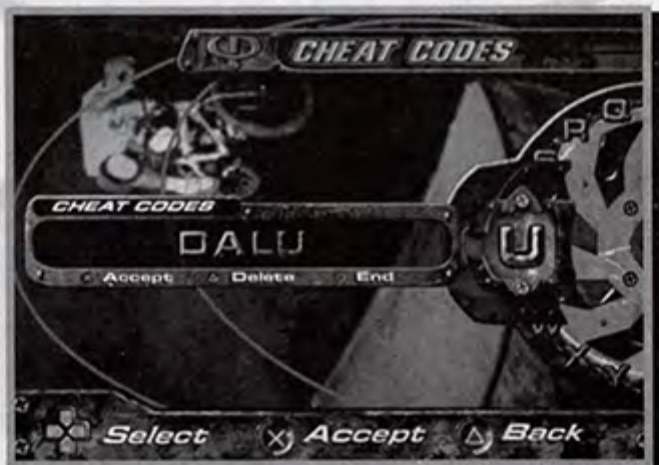 CHEAT CODES
CHEAT CODES
DALU
Accept Delete End
U
Select Accept Back